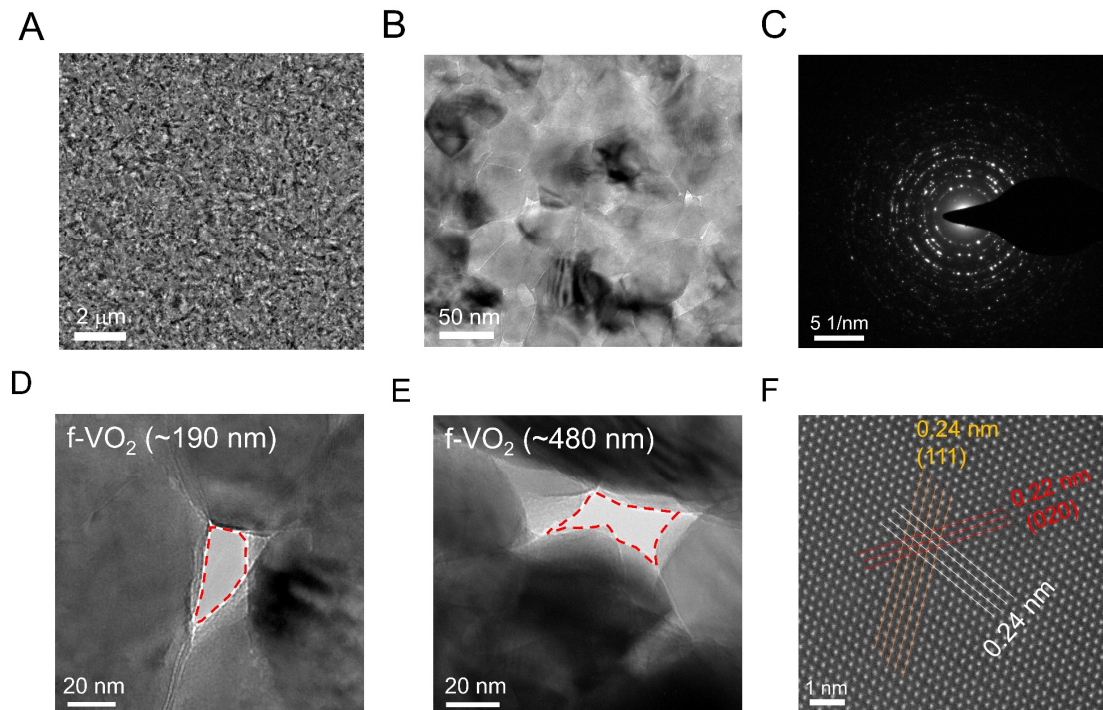 A
B
C
2 μm
50 nm
5 1/nm
D
E
F
f-VO₂ (~190 nm)
20 nm
f-VO₂ (~480 nm)
20 nm
0.24 nm
(111)
0.22 nm
(020)
0.24 nm
1 nm